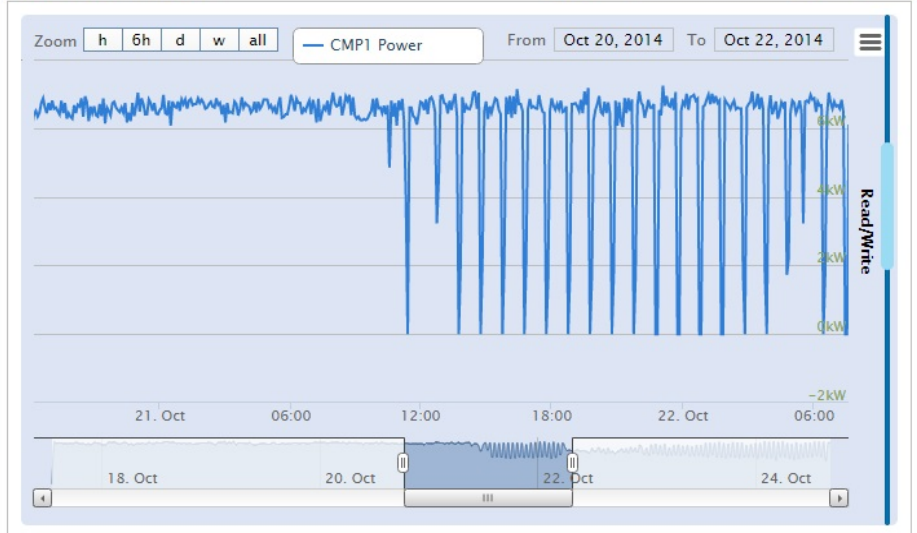 Zoom h 6h d w all CMP1 Power From Oct 20, 2014 To Oct 22, 2014
6kW
4kW
Read/Write
2kW
0kW
-2kW
21. Oct 06:00 12:00 18:00 22. Oct 06:00
18. Oct 20. Oct 22. Oct 24. Oct